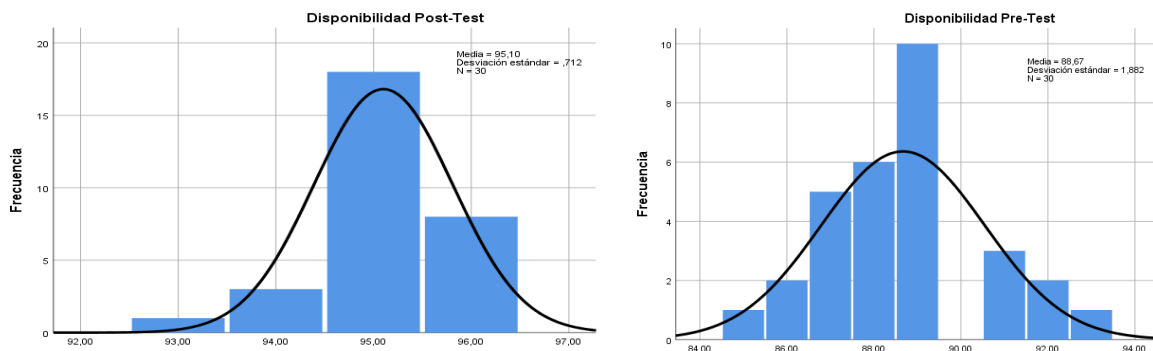 Disponibilidad Post-Test
Media = 95,10
Desviación estándar = ,712
N = 30
Frecuencia
20
15
10
5
0
92,00 93,00 94,00 95,00 96,00 97,00
Disponibilidad Pre-Test
Media = 88,67
Desviación estándar = 1,882
N = 30
Frecuencia
10
8
6
4
2
0
84,00 86,00 88,00 90,00 92,00 94,00